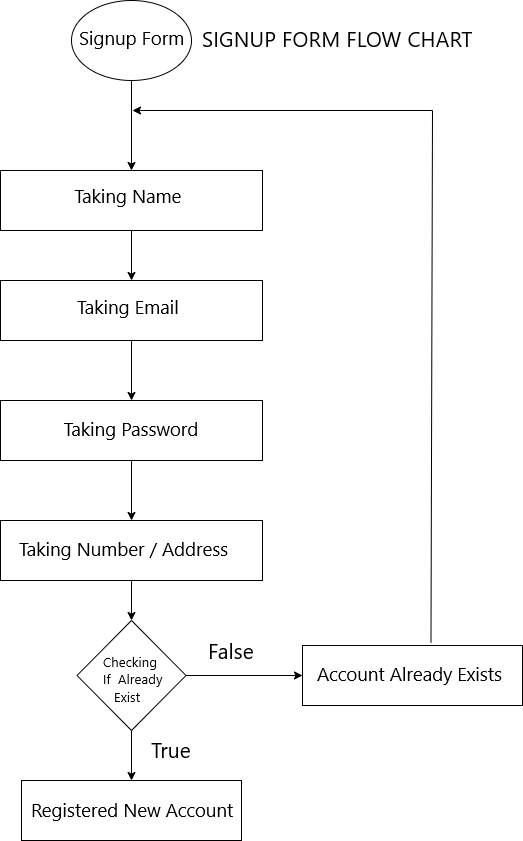 Signup Form
SIGNUP FORM FLOW CHART
Taking Name
Taking Email
Taking Password
Taking Number / Address
Checking
If Already
Exist
False
Account Already Exists
True
Registered New Account